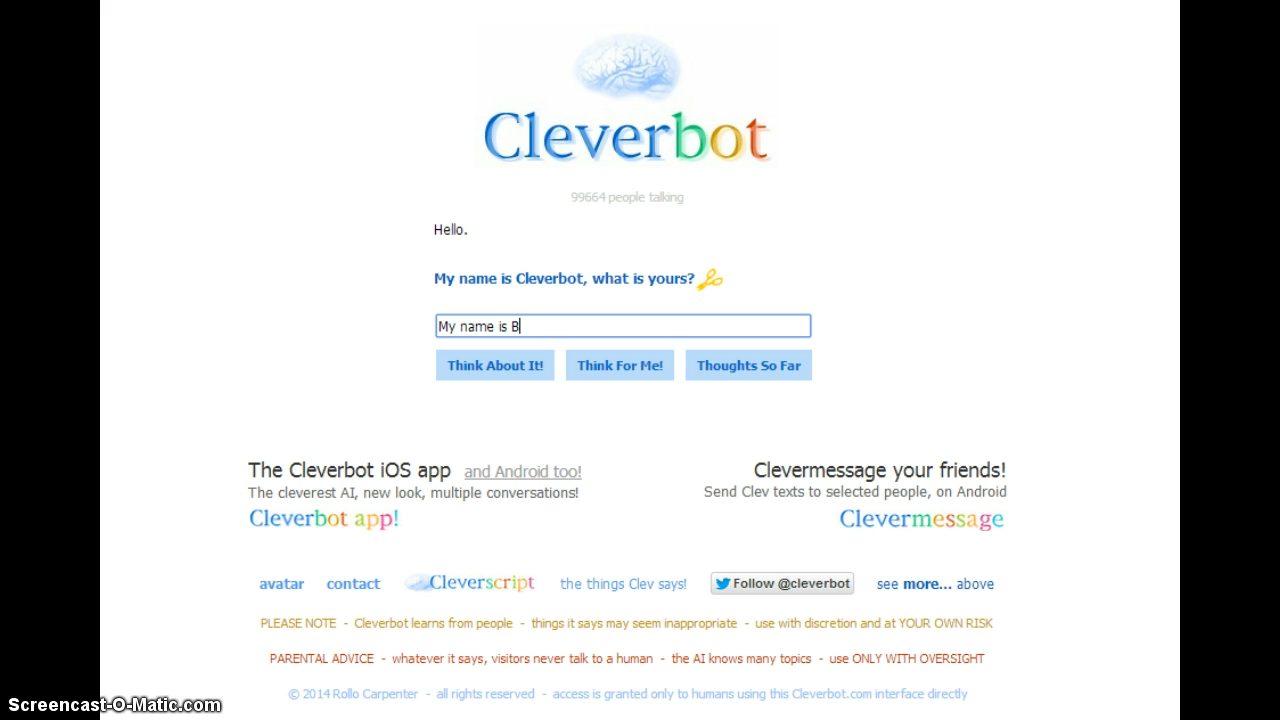 Cleverbot
99664 people talking
Hello.
My name is Cleverbot, what is yours?
My name is B
Think About It! Think For Me! Thoughts So Far
The Cleverbot iOS app and Android too! Clevermessage your friends!
The cleverest AI, new look, multiple conversations! Send Clev texts to selected people, on Android
Cleverbot app! Clevermessage
avatar contact Cleverscript the things Clev says! Follow @cleverbot see more... above
PLEASE NOTE - Cleverbot learns from people - things it says may seem inappropriate - use with discretion and at YOUR OWN RISK
PARENTAL ADVICE - whatever it says, visitors never talk to a human - the AI knows many topics - use ONLY WITH OVERSIGHT
© 2014 Rollo Carpenter - all rights reserved - access is granted only to humans using this Cleverbot.com interface directly
Screencast-O-Matic.com